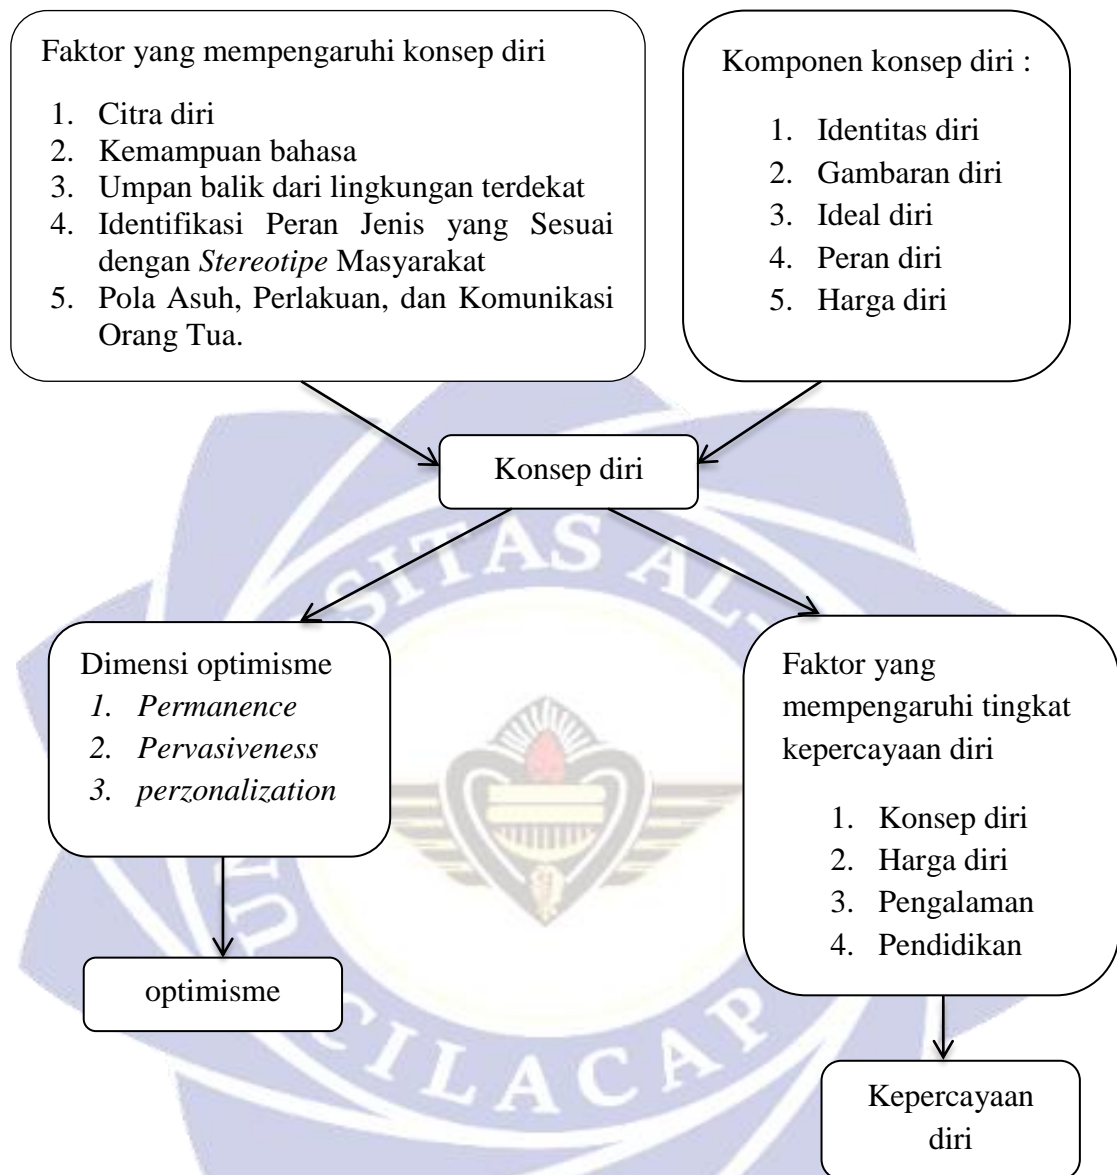 Faktor yang mempengaruhi konsep diri
1. Citra diri
2. Kemampuan bahasa
3. Umpan balik dari lingkungan terdekat
4. Identifikasi Peran Jenis yang Sesuai
dengan Stereotipe Masyarakat
5. Pola Asuh, Perlakuan, dan Komunikasi
Orang Tua.
Komponen konsep diri :
1. Identitas diri
2. Gambaran diri
3. Ideal diri
4. Peran diri
5. Harga diri
Konsep diri
Dimensi optimisme
1. Permanence
2. Pervasiveness
3. perzonalization
optimisme
Faktor yang
mempengaruhi tingkat
kepercayaan diri
1. Konsep diri
2. Harga diri
3. Pengalaman
4. Pendidikan
Kepercayaan
diri
SITAS AL-
CILACAP